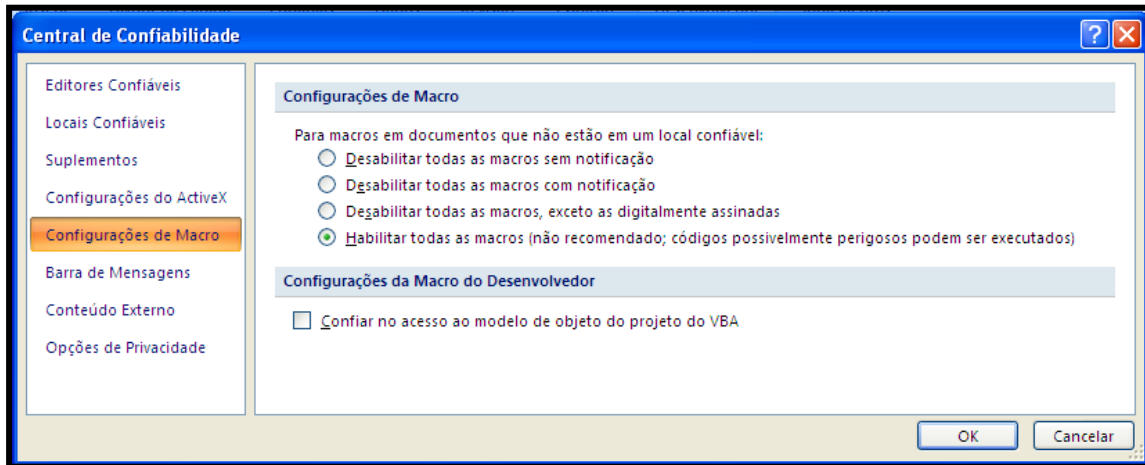 Central de Confiabilidade
Editores Confiáveis
Locais Confiáveis
Suplementos
Configurações do ActiveX
Configurações de Macro
Barra de Mensagens
Conteúdo Externo
Opções de Privacidade
Configurações de Macro
Para macros em documentos que não estão em um local confiável:
Desabilitar todas as macros sem notificação
Desabilitar todas as macros com notificação
Desabilitar todas as macros, exceto as digitalmente assinadas
Habilitar todas as macros (não recomendado; códigos possivelmente perigosos podem ser executados)
Configurações da Macro do Desenvolvedor
Confiar no acesso ao modelo de objeto do projeto do VBA
OK
Cancelar